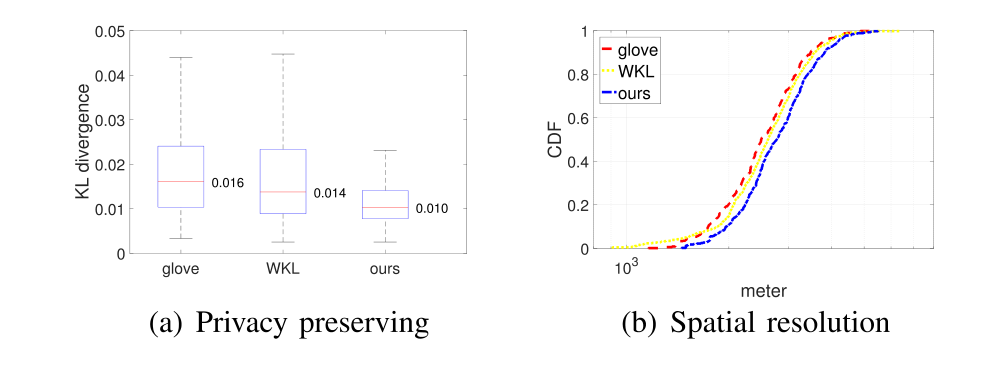 0.05
0.04
0.03
0.02
0.01
0
KL divergence
0.016
0.014
0.010
glove
WKL
ours
(a) Privacy preserving
1
0.8
0.6
0.4
0.2
0
CDF
glove
WKL
ours
10³
meter
(b) Spatial resolution